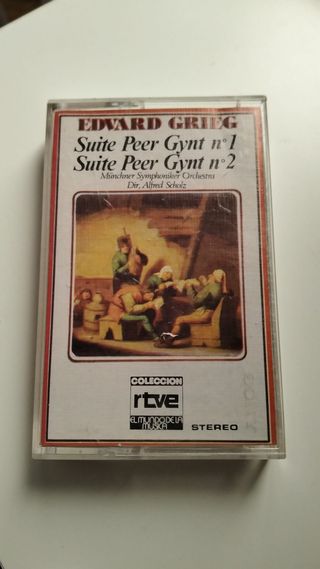 EDVARD GRIEG
Suite Peer Gynt nº1
Suite Peer Gynt nº2
Münchner Symphoniker Orchestra
Dir, Alfred Scholz
COLECCION
rtve
EL MUNDO DE LA
MUSICA
STEREO